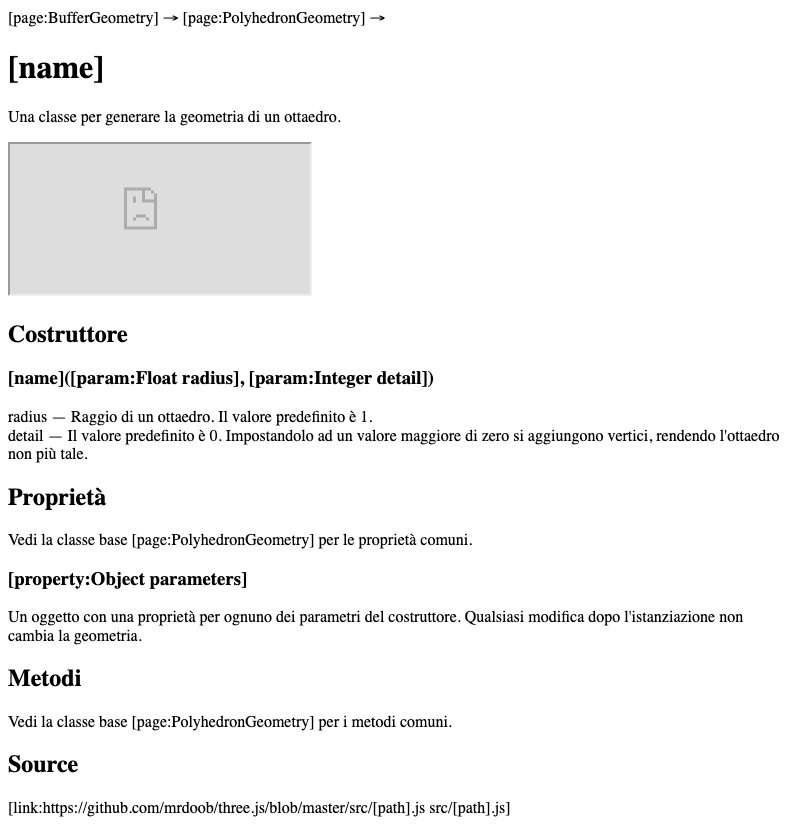 [page:BufferGeometry] → [page:PolyhedronGeometry] →
[name]
Una classe per generare la geometria di un ottaedro.
Costruttore
[name]([param:Float radius], [param:Integer detail])
radius — Raggio di un ottaedro. Il valore predefinito è 1.
detail — Il valore predefinito è 0. Impostandolo ad un valore maggiore di zero si aggiungono vertici, rendendo l'ottaedro
non più tale.
Proprietà
Vedi la classe base [page:PolyhedronGeometry] per le proprietà comuni.
[property:Object parameters]
Un oggetto con una proprietà per ognuno dei parametri del costruttore. Qualsiasi modifica dopo l'istanziazione non
cambia la geometria.
Metodi
Vedi la classe base [page:PolyhedronGeometry] per i metodi comuni.
Source
[link:https://github.com/mrdoob/three.js/blob/master/src/[path].js src/[path].js]